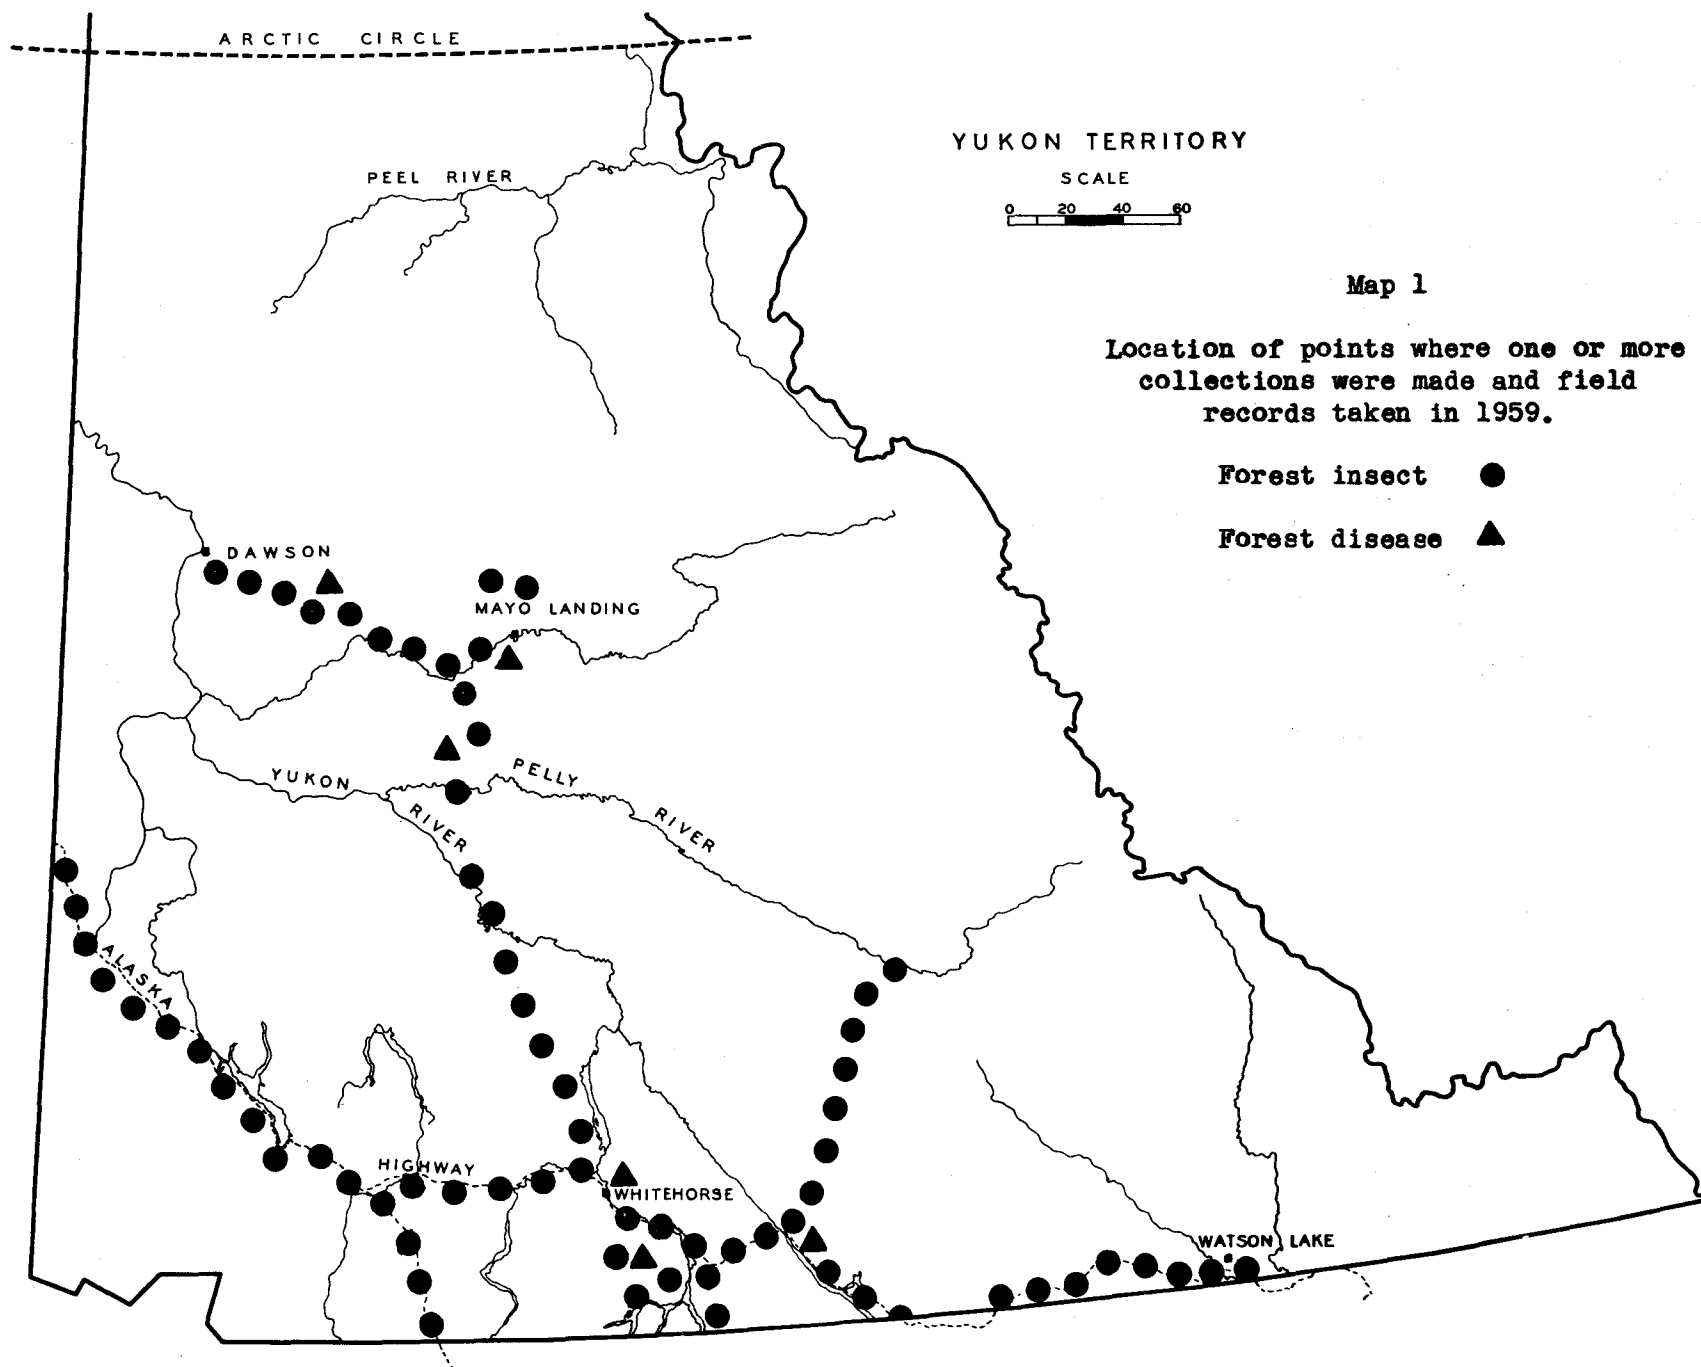 ARCTIC CIRCLE
YUKON TERRITORY
PEEL RIVER
SCALE
0 20 40 60
Map 1
Location of points where one or more
collections were made and field
records taken in 1959.
Forest insect
Forest disease
DAWSON
MAYO LANDING
YUKON
RIVER
PELLY
RIVER
ALASKA
HIGHWAY
WHITEHORSE
WATSON LAKE